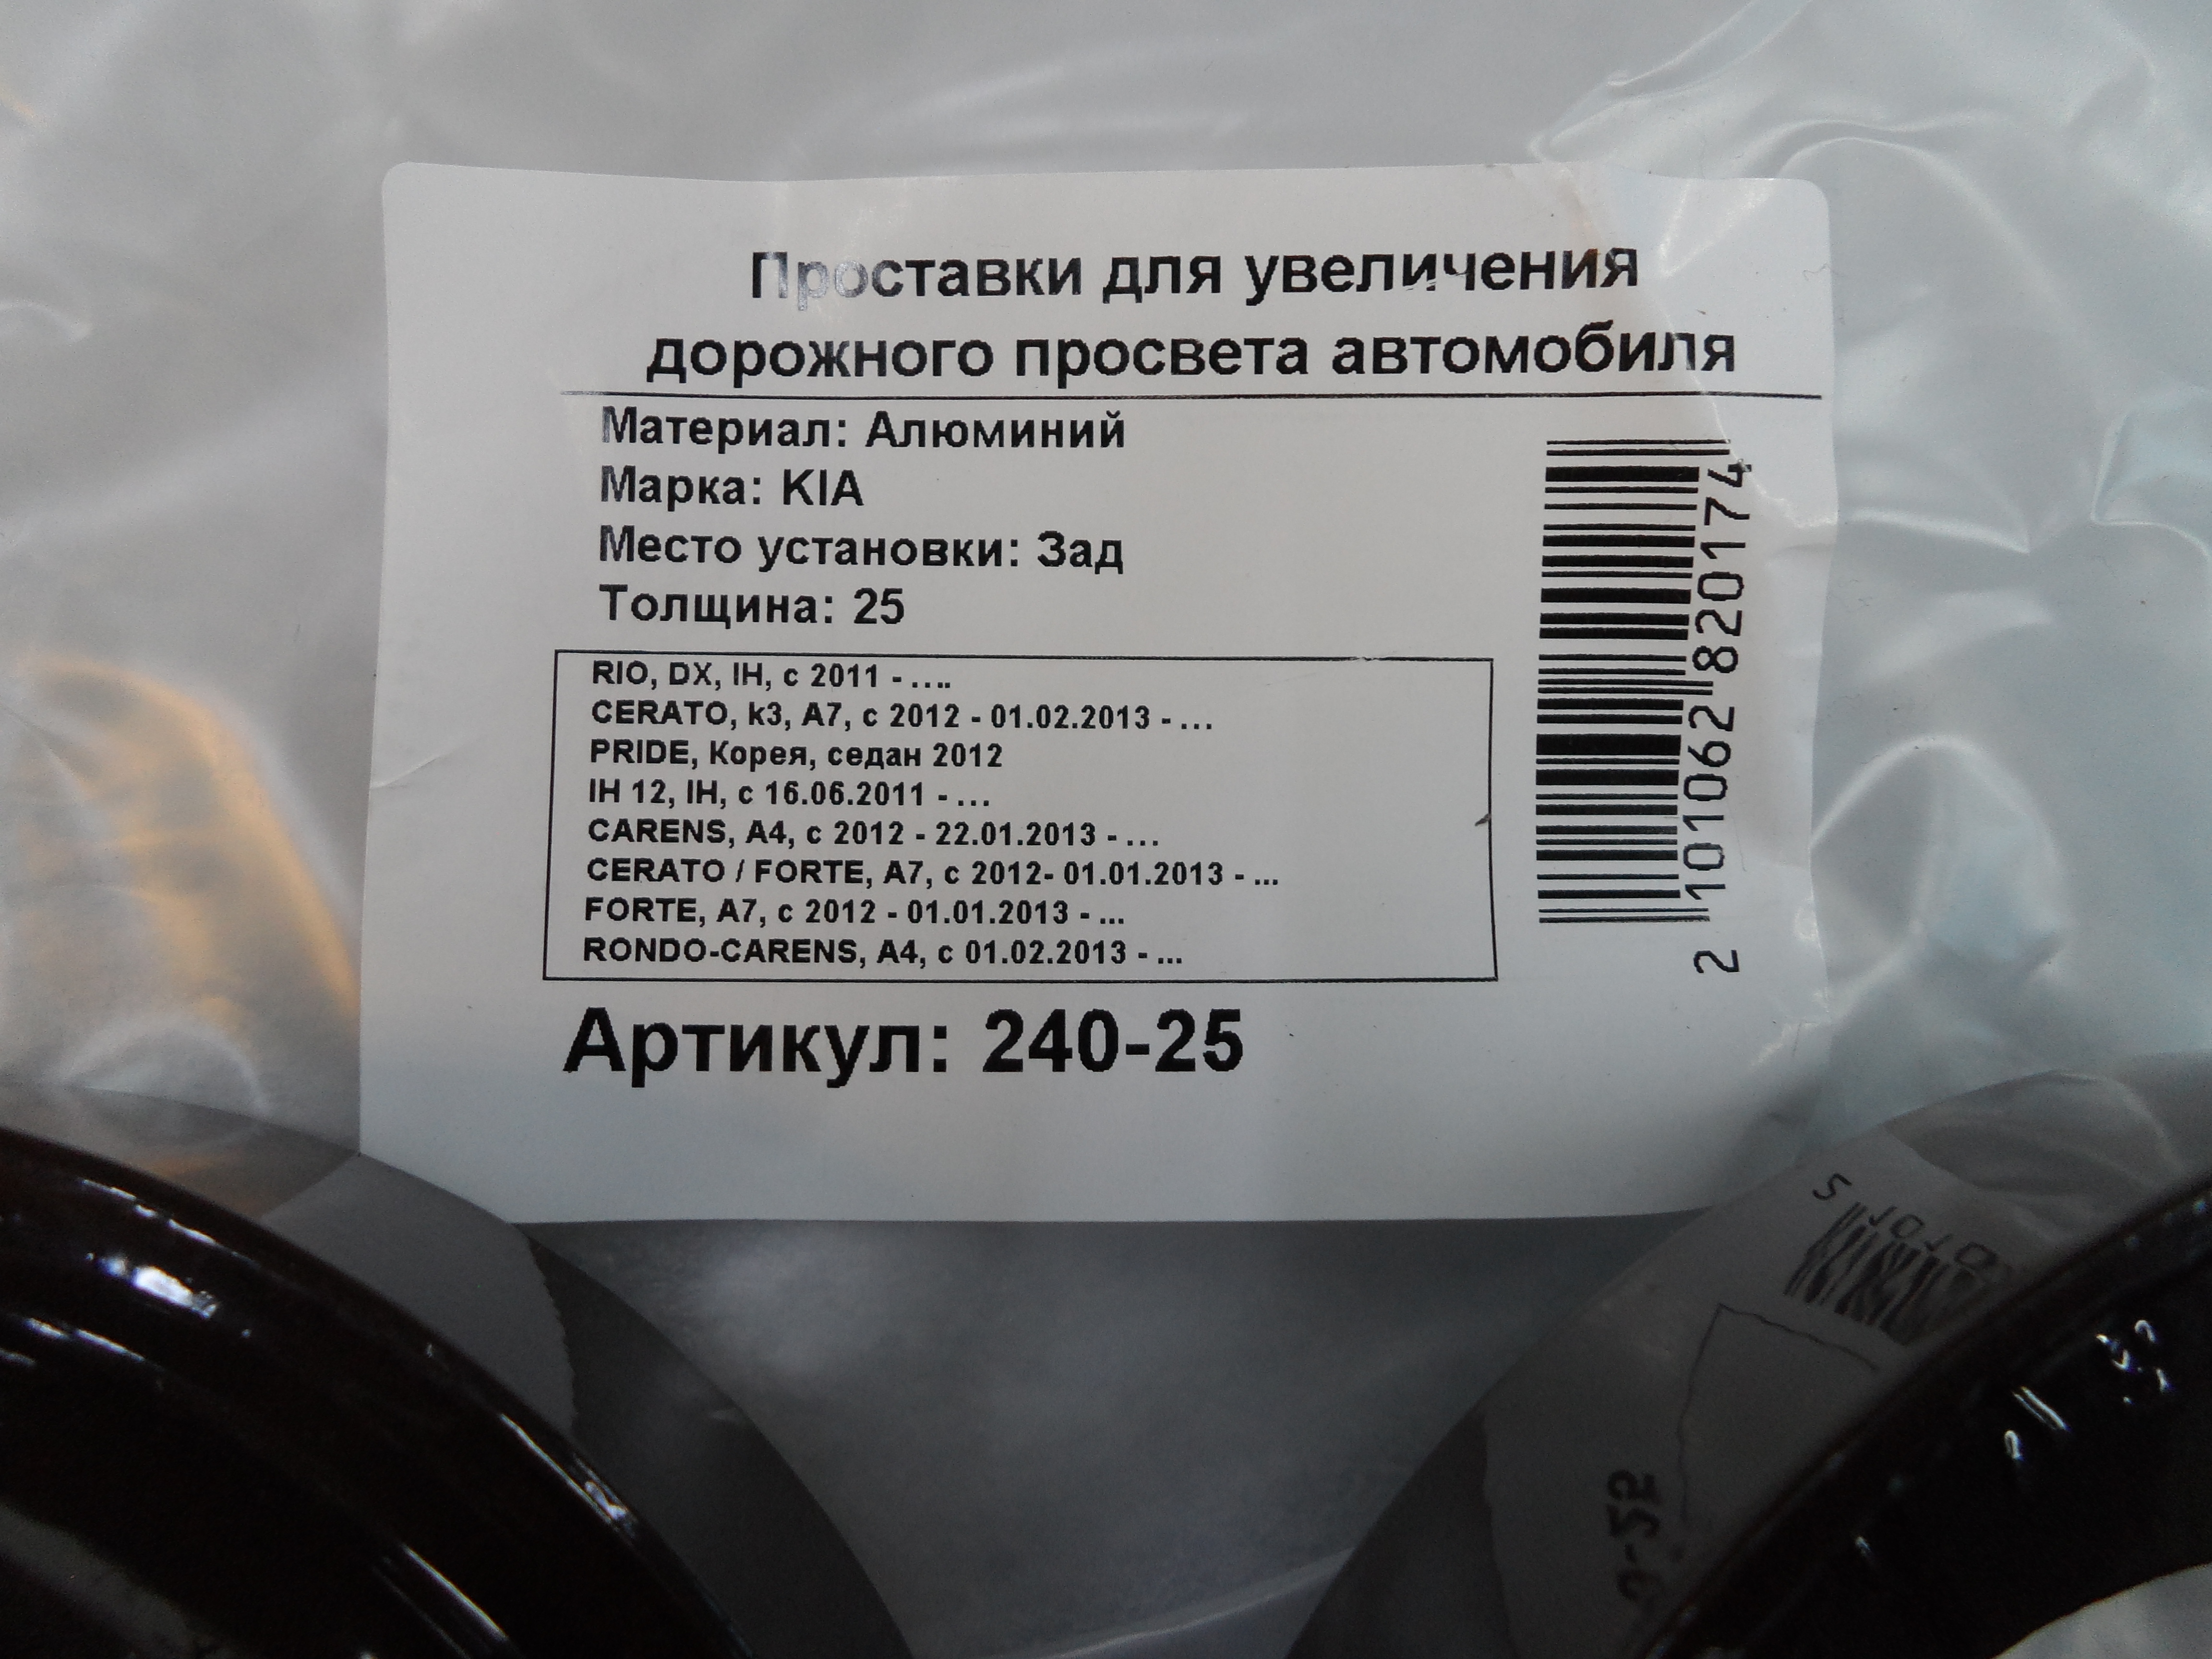 Проставки для увеличения
дорожного просвета автомобиля
Материал: Алюминий
Марка: KIA
Место установки: Зад
Толщина: 25
RIO, DX, IH, с 2011 - ….
CERATO, k3, A7, с 2012 - 01.02.2013 - …
PRIDE, Корея, седан 2012
IH 12, IH, с 16.06.2011 - …
CARENS, A4, с 2012 - 22.01.2013 - …
CERATO / FORTE, A7, с 2012- 01.01.2013 - ...
FORTE, A7, с 2012 - 01.01.2013 - ...
RONDO-CARENS, A4, с 01.02.2013 - ...
Артикул: 240-25
2 101062 820174